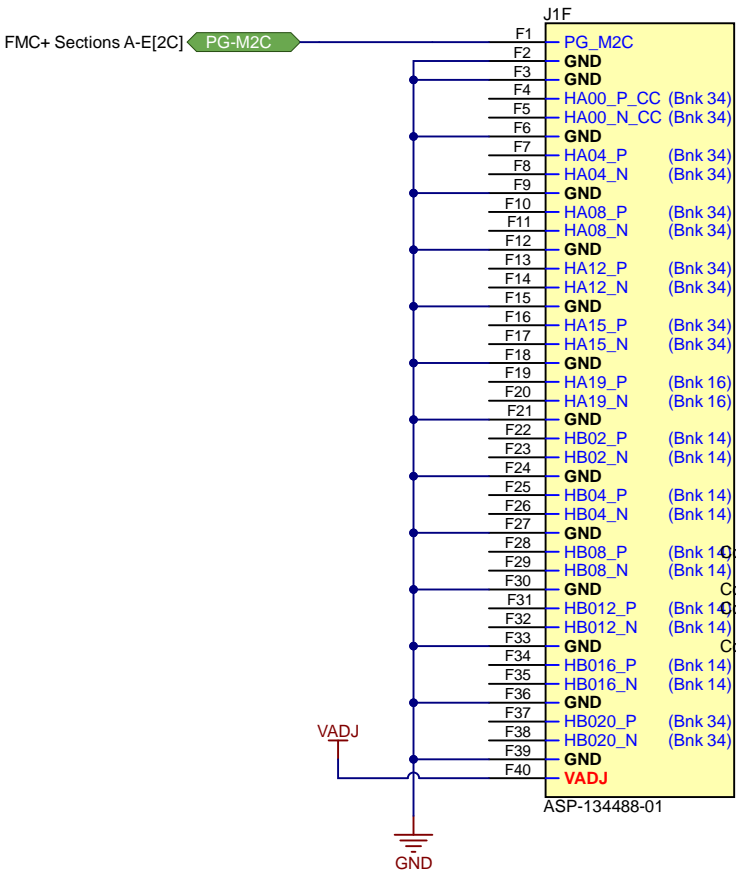 J1F
FMC+ Sections A-E[2C] PG-M2C F1 PG_M2C
F2 GND
F3 GND
F4 HA00_P_CC (Bnk 34)
F5 HA00_N_CC (Bnk 34)
F6 GND
F7 HA04_P (Bnk 34)
F8 HA04_N (Bnk 34)
F9 GND
F10 HA08_P (Bnk 34)
F11 HA08_N (Bnk 34)
F12 GND
F13 HA12_P (Bnk 34)
F14 HA12_N (Bnk 34)
F15 GND
F16 HA15_P (Bnk 34)
F17 HA15_N (Bnk 34)
F18 GND
F19 HA19_P (Bnk 16)
F20 HA19_N (Bnk 16)
F21 GND
F22 HB02_P (Bnk 14)
F23 HB02_N (Bnk 14)
F24 GND
F25 HB04_P (Bnk 14)
F26 HB04_N (Bnk 14)
F27 GND
F28 HB08_P (Bnk 14)
F29 HB08_N (Bnk 14)
F30 GND
F31 HB012_P (Bnk 14)
F32 HB012_N (Bnk 14)
F33 GND
F34 HB016_P (Bnk 14)
F35 HB016_N (Bnk 14)
F36 GND
F37 HB020_P (Bnk 34)
F38 HB020_N (Bnk 34)
F39 GND
VADJ F40 VADJ
ASP-134488-01
GND